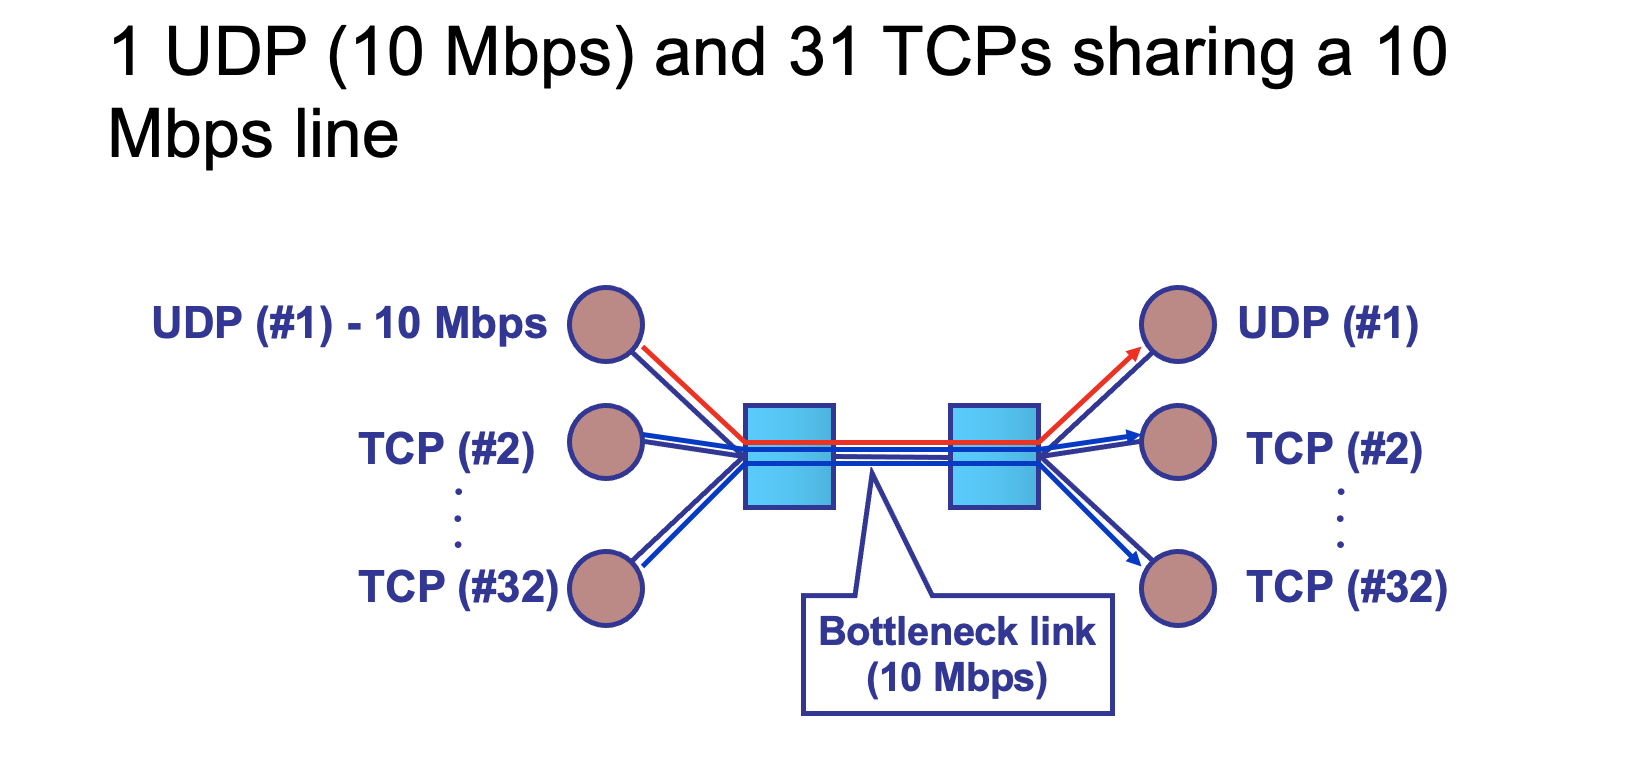 1 UDP (10 Mbps) and 31 TCPs sharing a 10
Mbps line
UDP (#1) - 10 Mbps
UDP (#1)
TCP (#2)
TCP (#2)
TCP (#32)
TCP (#32)
Bottleneck link
(10 Mbps)